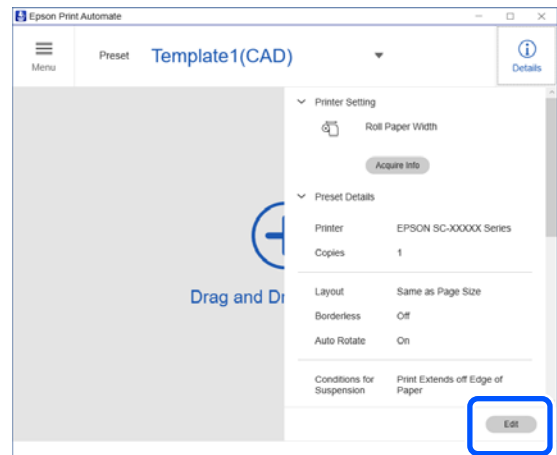 Epson Print Automate
Menu
Preset
Template1(CAD)
Details
Printer Setting
Roll Paper Width
Acquire Info
Preset Details
Printer EPSON SC-XXXXX Series
Copies 1
Layout Same as Page Size
Borderless Off
Auto Rotate On
Conditions for Print Extends off Edge of
Suspension Paper
Edit
Drag and Dr